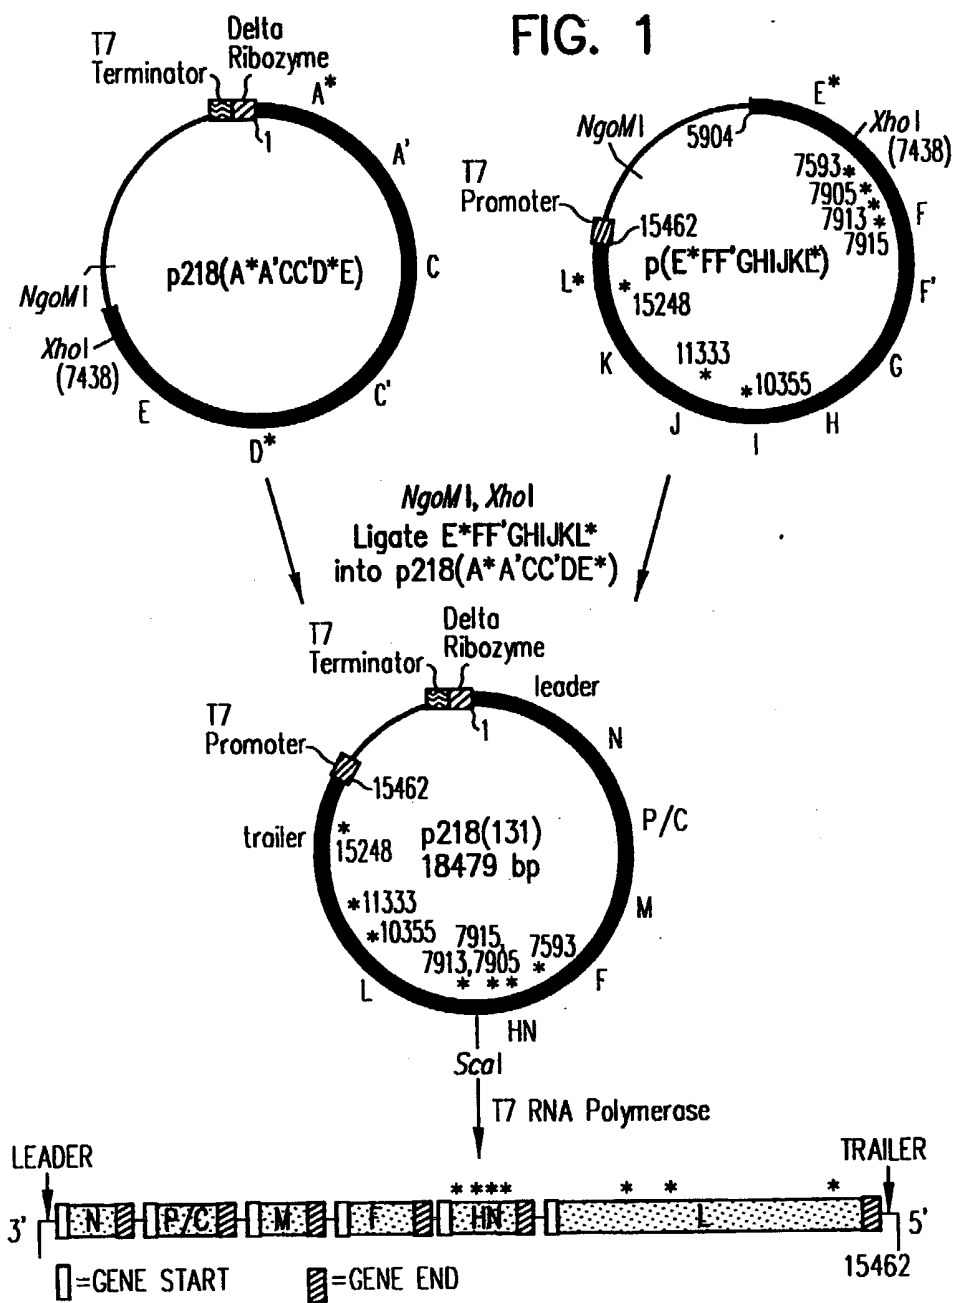 FIG. 1
T7
Terminator
Delta
Ribozyme
1
A*
A'
C
C'
D*
E
XhoI
(7438)
NgoMI
p218(A*A'CC'D*E)
E*
XhoI
(7438)
5904
NgoMI
T7
Promoter
15462
7593*
7905*
7913*
7915
p(E*FF'GHIJKL*)
F
F'
G
H
I
J
K
L*
*
15248
11333
*
*10355
NgoMI, XhoI
Ligate E*FF'GHIJKL*
into p218(A*A'CC'DE*)
T7
Terminator
Delta
Ribozyme
1
leader
T7
Promoter
15462
N
P/C
M
F
HN
L
trailer
*
15248
p218(131)
18479 bp
*11333
*10355
7915,
7913,7905
* * *
7593
*
ScaI
T7 RNA Polymerase
LEADER
TRAILER
* * * * * * *
3' N P/C M F HN L 5'
15462
=GENE START =GENE END